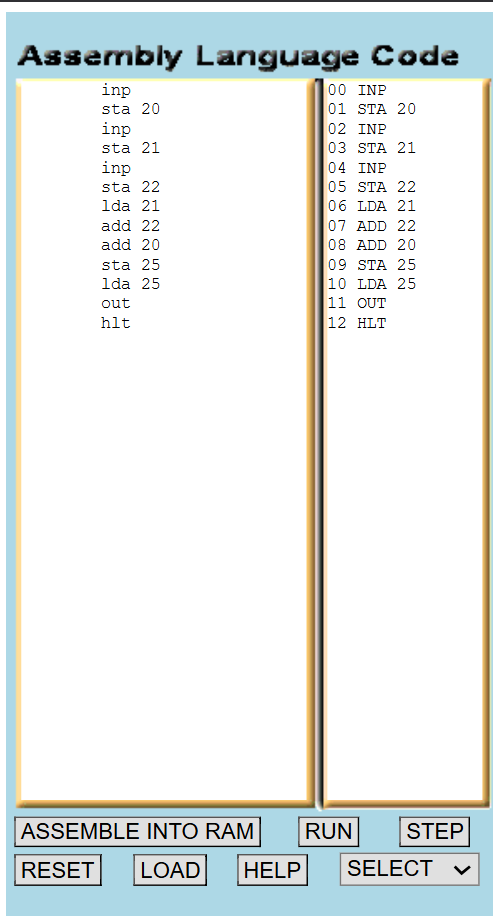 Assembly Language Code
inp
sta 20
inp
sta 21
inp
sta 22
lda 21
add 22
add 20
sta 25
lda 25
out
hlt
00 INP
01 STA 20
02 INP
03 STA 21
04 INP
05 STA 22
06 LDA 21
07 ADD 22
08 ADD 20
09 STA 25
10 LDA 25
11 OUT
12 HLT
ASSEMBLE INTO RAM RUN STEP
RESET LOAD HELP SELECT